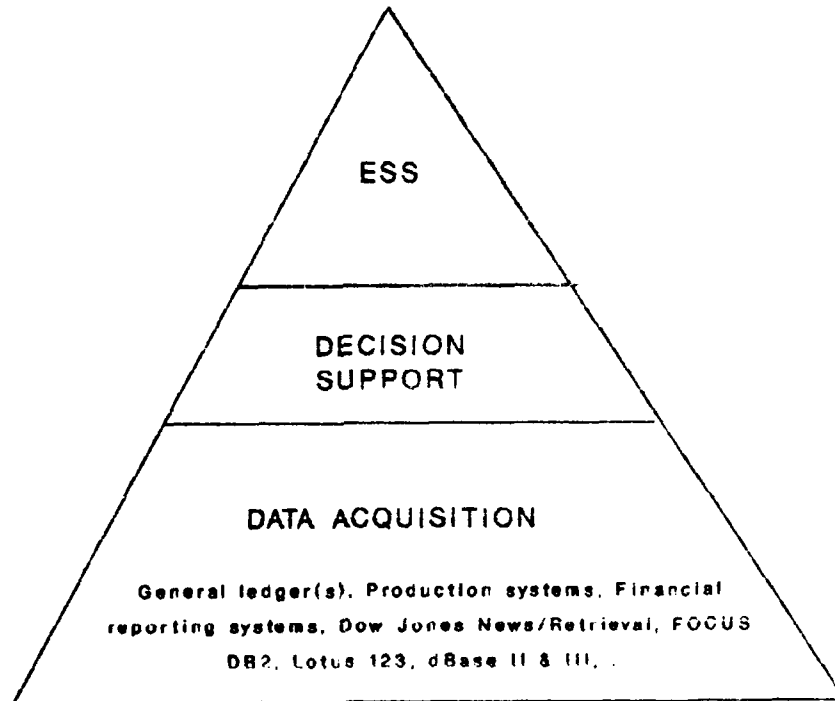 ESS
DECISION
SUPPORT
DATA ACQUISITION
General ledger(s), Production systems, Financial
reporting systems, Dow Jones News/Retrieval, FOCUS
DB2, Lotus 123, dBase II & III, .